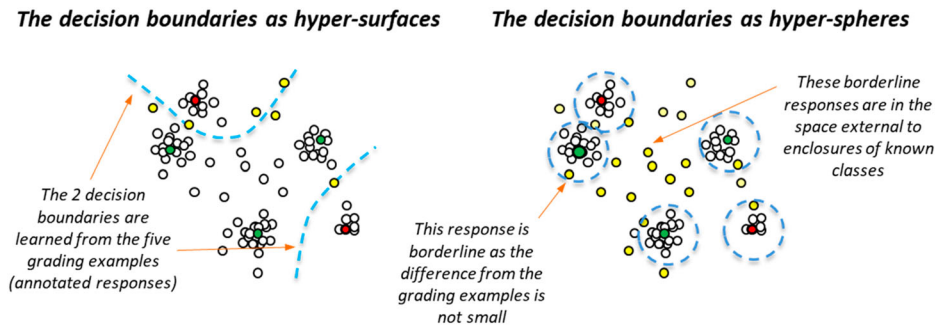 The decision boundaries as hyper-surfaces
The decision boundaries as hyper-spheres
The 2 decision
boundaries are
learned from the five
grading examples
(annotated responses)
These borderline
responses are in the
space external to
enclosures of known
classes
This response is
borderline as the
difference from the
grading examples is
not small